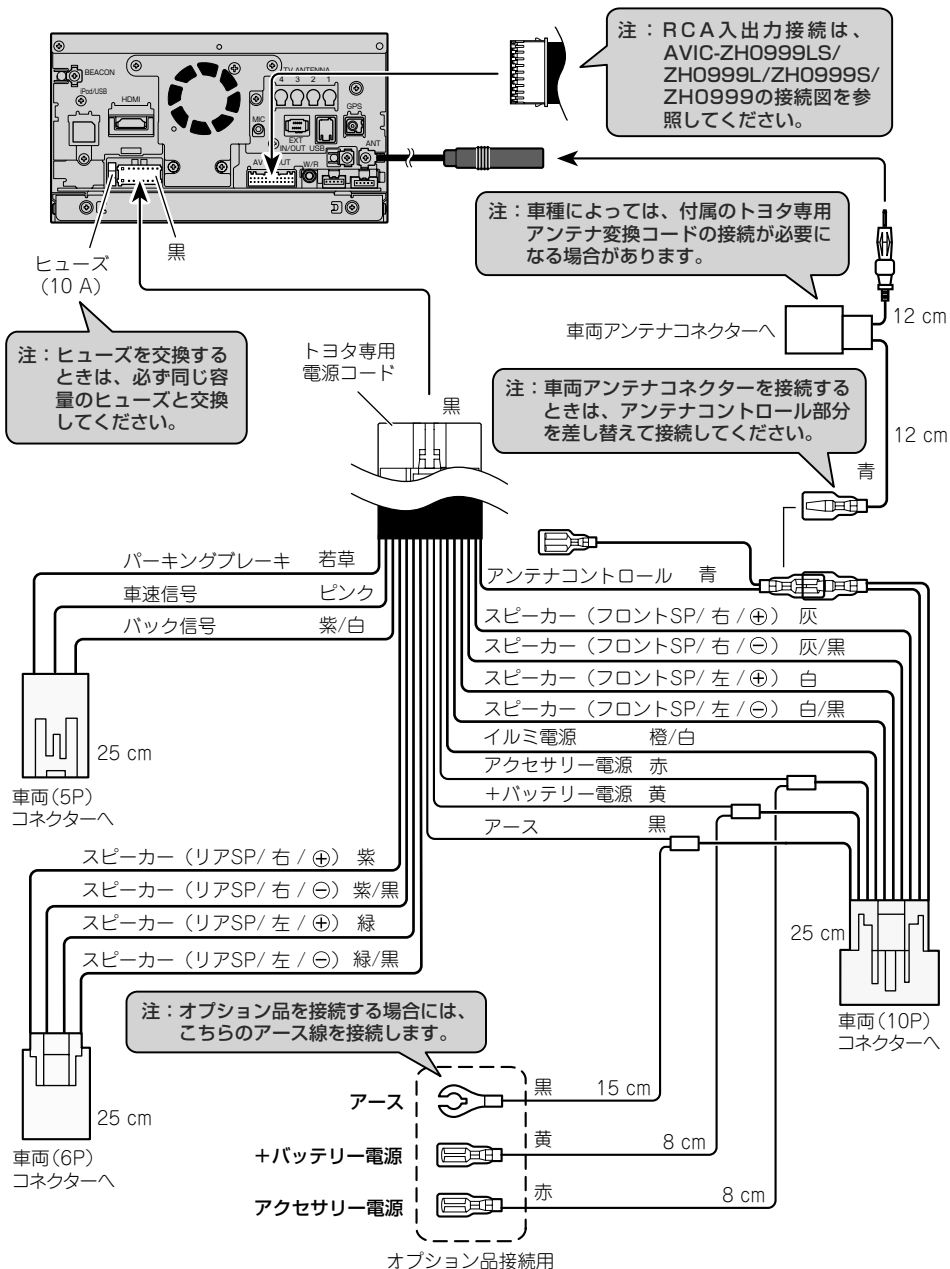 BEACON
iPod/USB
HDMI
TV ANTENNA
4 3 2 1
MIC
GPS
EXT
IN/OUT
USB
ANT
W/R
注：RCA入出力接続は、
AVIC-ZH0999LS/
ZH0999L/ZH0999S/
ZH0999の接続図を参
照してください。
ヒューズ
（10 A）
黒
注：車種によっては、付属のトヨタ専用
アンテナ変換コードの接続が必要に
なる場合があります。
注：ヒューズを交換する
ときは、必ず同じ容
量のヒューズと交換
してください。
トヨタ専用
電源コード
黒
車両アンテナコネクターへ
12 cm
注：車両アンテナコネクターを接続する
ときは、アンテナコントロール部分
を差し替えて接続してください。
12 cm
青
パーキングブレーキ 若草
車速信号 ピンク
バック信号 紫/白
25 cm
車両（5P）
コネクターへ
アンテナコントロール 青
スピーカー（フロントSP/ 右 /⊕） 灰
スピーカー（フロントSP/ 右 /⊖） 灰/黒
スピーカー（フロントSP/ 左 /⊕） 白
スピーカー（フロントSP/ 左 /⊖） 白/黒
イルミ電源 橙/白
アクセサリー電源 赤
＋バッテリー電源 黄
アース 黒
スピーカー（リアSP/ 右 /⊕） 紫
スピーカー（リアSP/ 右 /⊖） 紫/黒
スピーカー（リアSP/ 左 /⊕） 緑
スピーカー（リアSP/ 左 /⊖） 緑/黒
25 cm
車両（6P）
コネクターへ
25 cm
車両（10P）
コネクターへ
注：オプション品を接続する場合には、
こちらのアース線を接続します。
アース
黒 15 cm
＋バッテリー電源
黄 8 cm
アクセサリー電源
赤 8 cm
オプション品接続用